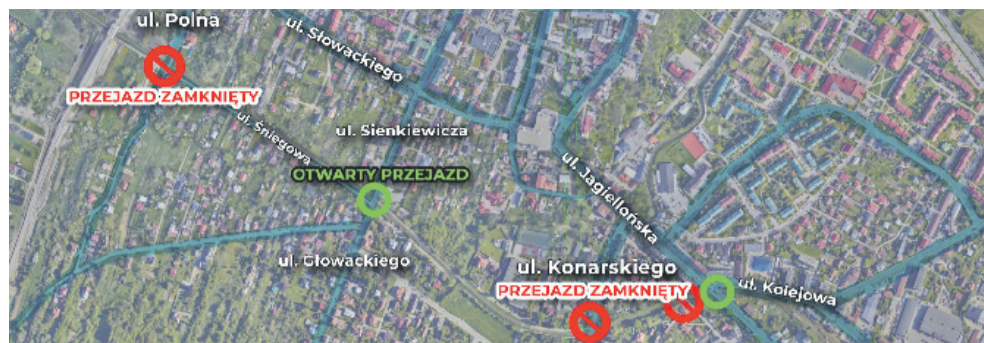 ul. Polna
ul. Słowackiego
PRZEJAZD ZAMKNIĘTY
ul. Śniegowa
ul. Sienkiewicza
OTWARTY PRZEJAZD
ul. Jagiellońska
ul. Głowackiego
ul. Konarskiego
PRZEJAZD ZAMKNIĘTY
ul. Kolejowa